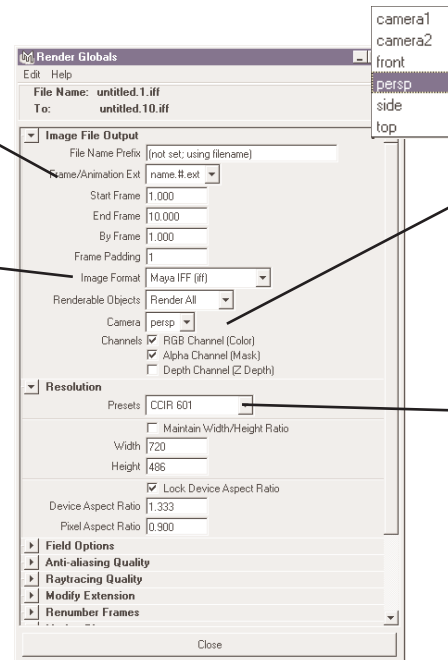 camera1
camera2
front
persp
side
top
Render Globals
Edit Help
File Name: untitled.1.iff
To: untitled.10.iff
Image File Output
File Name Prefix (not set; using filename)
Frame/Animation Ext name.#.ext
Start Frame 1.000
End Frame 10.000
By Frame 1.000
Frame Padding 1
Image Format Maya IFF (iff)
Renderable Objects Render All
Camera persp
Channels RGB Channel (Color)
Alpha Channel (Mask)
Depth Channel (Z Depth)
Resolution
Presets CCIR 601
Maintain Width/Height Ratio
Width 720
Height 486
Lock Device Aspect Ratio
Device Aspect Ratio 1.333
Pixel Aspect Ratio 0.900
Field Options
Anti-aliasing Quality
Raytracing Quality
Modify Extension
Renumber Frames
Close